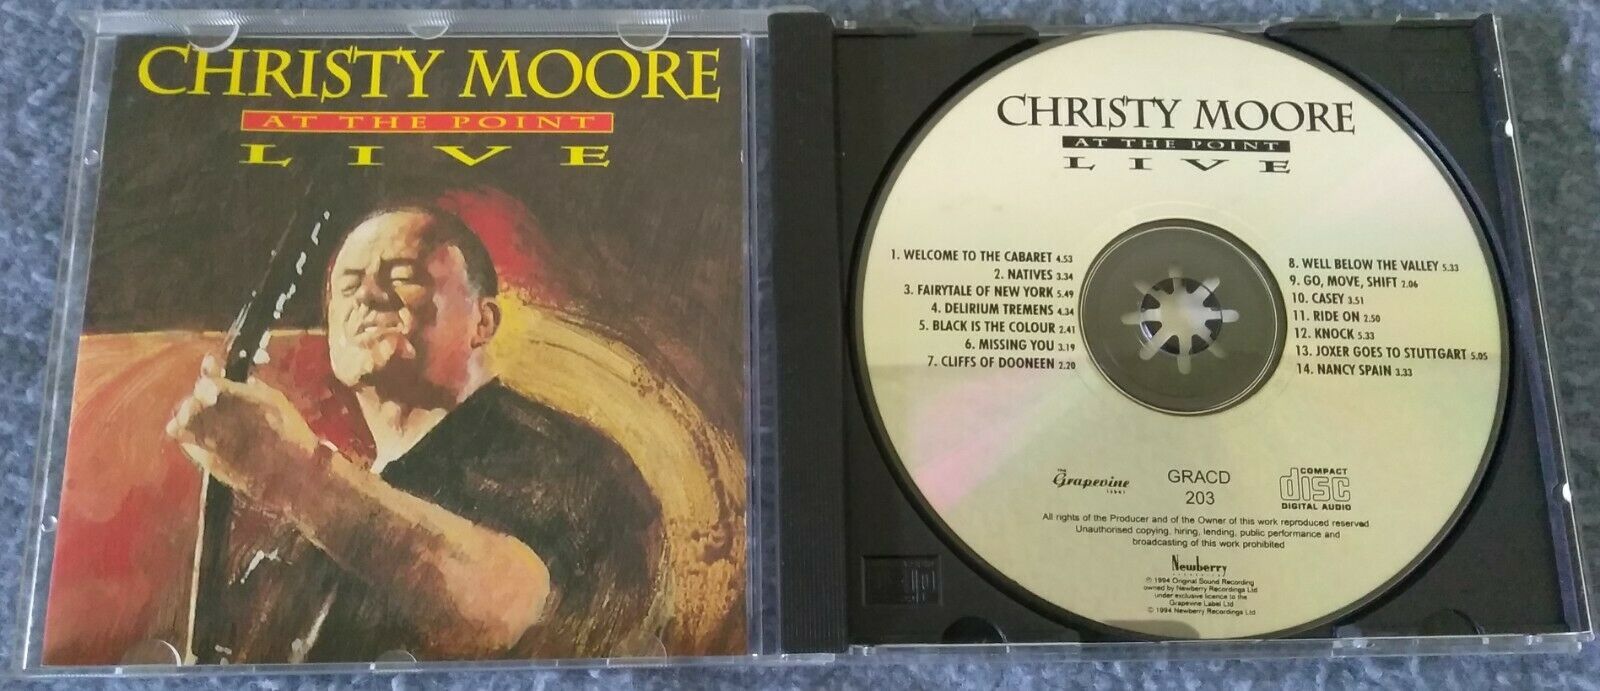 CHRISTY MOORE
AT THE POINT
LIVE
CHRISTY MOORE
AT THE POINT
LIVE
1. WELCOME TO THE CABARET 4.53
2. NATIVES 3.34
3. FAIRYTALE OF NEW YORK 5.49
4. DELIRIUM TREMENS 4.34
5. BLACK IS THE COLOUR 2.41
6. MISSING YOU 3.19
7. CLIFFS OF DOONEEN 2.20
8. WELL BELOW THE VALLEY 5.33
9. GO, MOVE, SHIFT 2.06
10. CASEY 3.51
11. RIDE ON 2.50
12. KNOCK 5.33
13. JOXER GOES TO STUTTGART 5.05
14. NANCY SPAIN 3.33
the
Grapevine
label
GRACD
203
COMPACT
disc
DIGITAL AUDIO
All rights of the Producer and of the Owner of this work reproduced reserved
Unauthorised copying, hiring, lending, public performance and
broadcasting of this work prohibited
Newberry
℗ 1994 Original Sound Recording
owned by Newberry Recordings Ltd
under exclusive licence to the
Grapevine Label Ltd
© 1994 Newberry Recordings Ltd